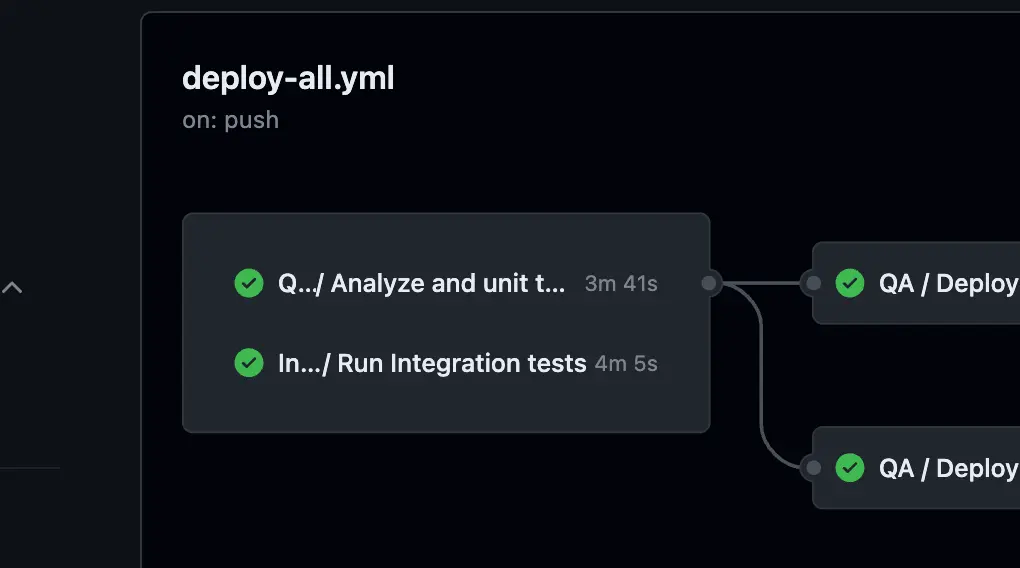 deploy-all.yml
on: push
Q.../ Analyze and unit t... 3m 41s
In.../ Run Integration tests 4m 5s
QA / Deploy
QA / Deploy